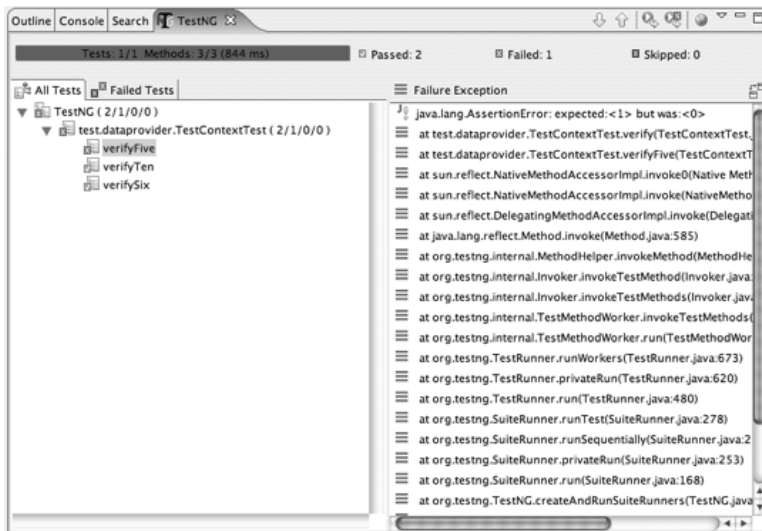 Outline Console Search TestNG
Tests: 1/1 Methods: 3/3 (844 ms) Passed: 2 Failed: 1 Skipped: 0
All Tests Failed Tests
TestNG ( 2/1/0/0 )
test.dataprovider.TestContextTest ( 2/1/0/0 )
verifyFive
verifyTen
verifySix
Failure Exception
java.lang.AssertionError: expected:<1> but was:<0>
at test.dataprovider.TestContextTest.verify(TestContextTest.
at test.dataprovider.TestContextTest.verifyFive(TestContextT
at sun.reflect.NativeMethodAccessorImpl.invoke0(Native Meth
at sun.reflect.NativeMethodAccessorImpl.invoke(NativeMetho
at sun.reflect.DelegatingMethodAccessorImpl.invoke(Delegati
at java.lang.reflect.Method.invoke(Method.java:585)
at org.testng.internal.MethodHelper.invokeMethod(MethodHe
at org.testng.internal.Invoker.invokeTestMethod(Invoker.java:
at org.testng.internal.Invoker.invokeTestMethods(Invoker.java
at org.testng.internal.TestMethodWorker.invokeTestMethods(
at org.testng.internal.TestMethodWorker.run(TestMethodWor
at org.testng.TestRunner.runWorkers(TestRunner.java:673)
at org.testng.TestRunner.privateRun(TestRunner.java:620)
at org.testng.TestRunner.run(TestRunner.java:480)
at org.testng.SuiteRunner.runTest(SuiteRunner.java:278)
at org.testng.SuiteRunner.runSequentially(SuiteRunner.java:2
at org.testng.SuiteRunner.privateRun(SuiteRunner.java:253)
at org.testng.SuiteRunner.run(SuiteRunner.java:168)
at org.testng.TestNG.createAndRunSuiteRunners(TestNG.java